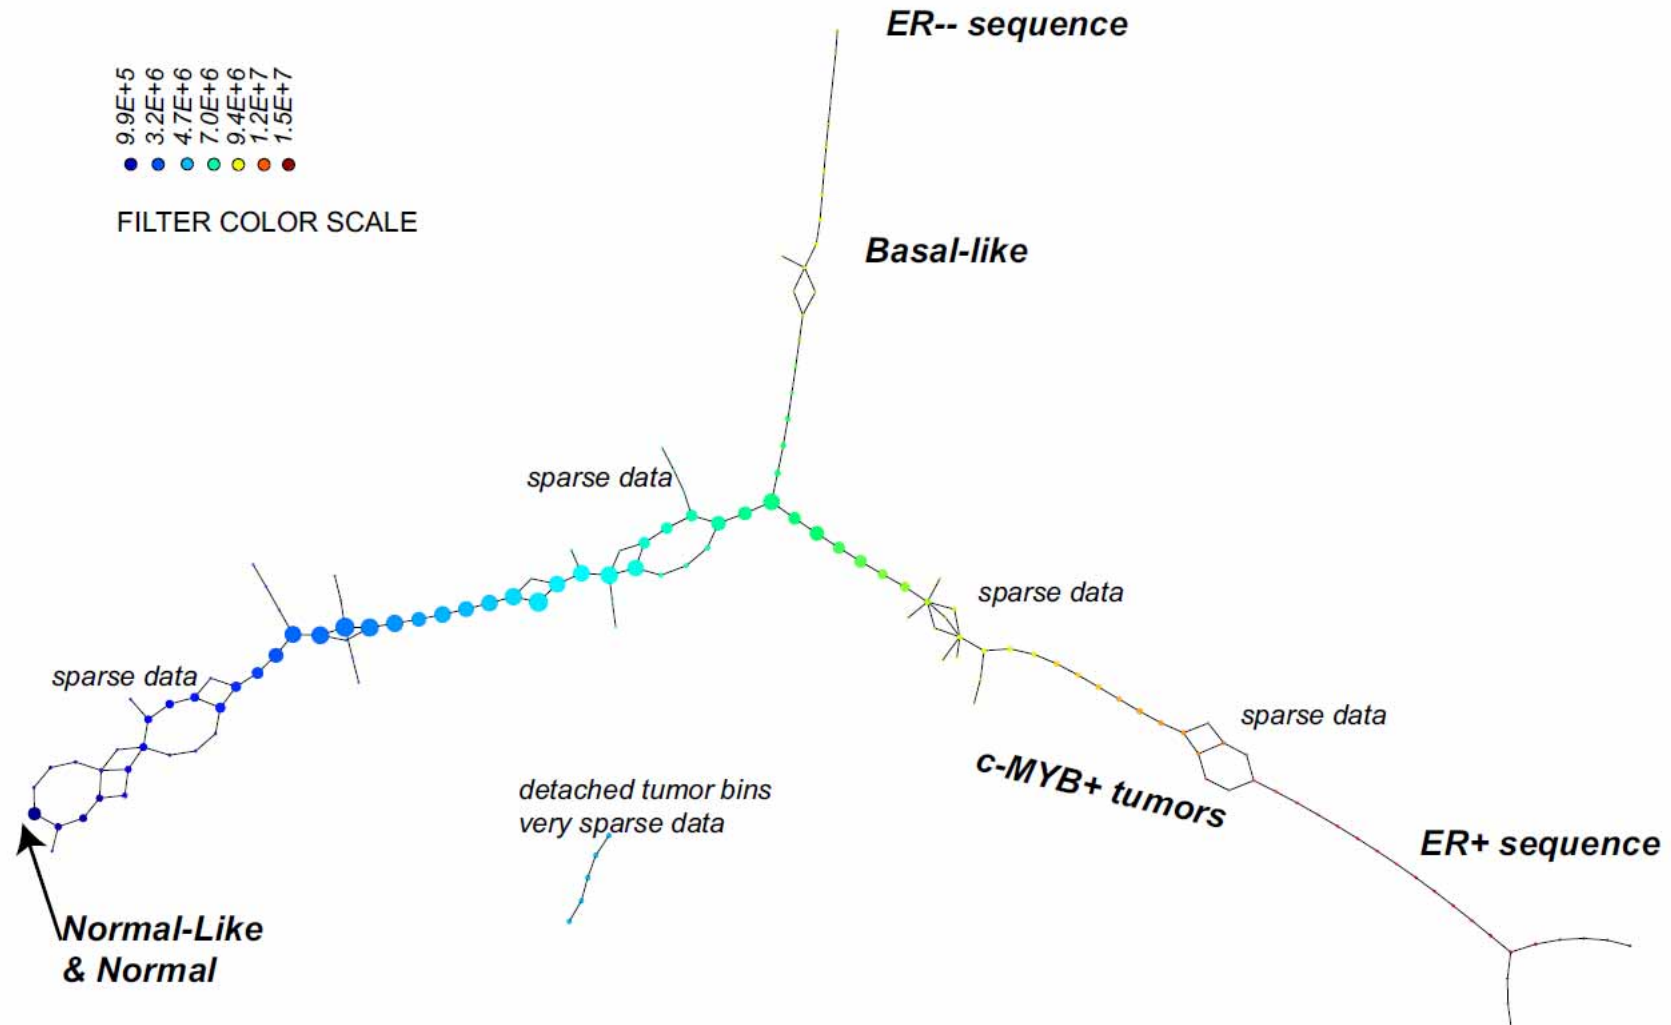 ER-- sequence
9.9E+5
3.2E+6
4.7E+6
7.0E+6
9.4E+6
1.2E+7
1.5E+7
FILTER COLOR SCALE
Basal-like
sparse data
sparse data
sparse data
sparse data
c-MYB+ tumors
detached tumor bins
very sparse data
ER+ sequence
Normal-Like
& Normal